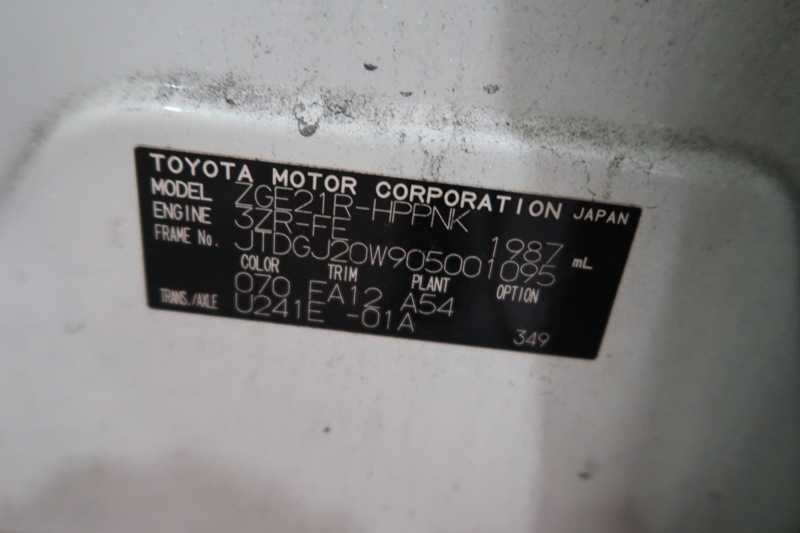 TOYOTA MOTOR CORPORATION JAPAN
MODEL ZGE21R-HPPNK
ENGINE 3ZR-FE 1987 mL
FRAME No. JTDGJ20W905001095
COLOR TRIM PLANT OPTION
070 EA12 A54
TRANS./AXLE U241E -01A
349